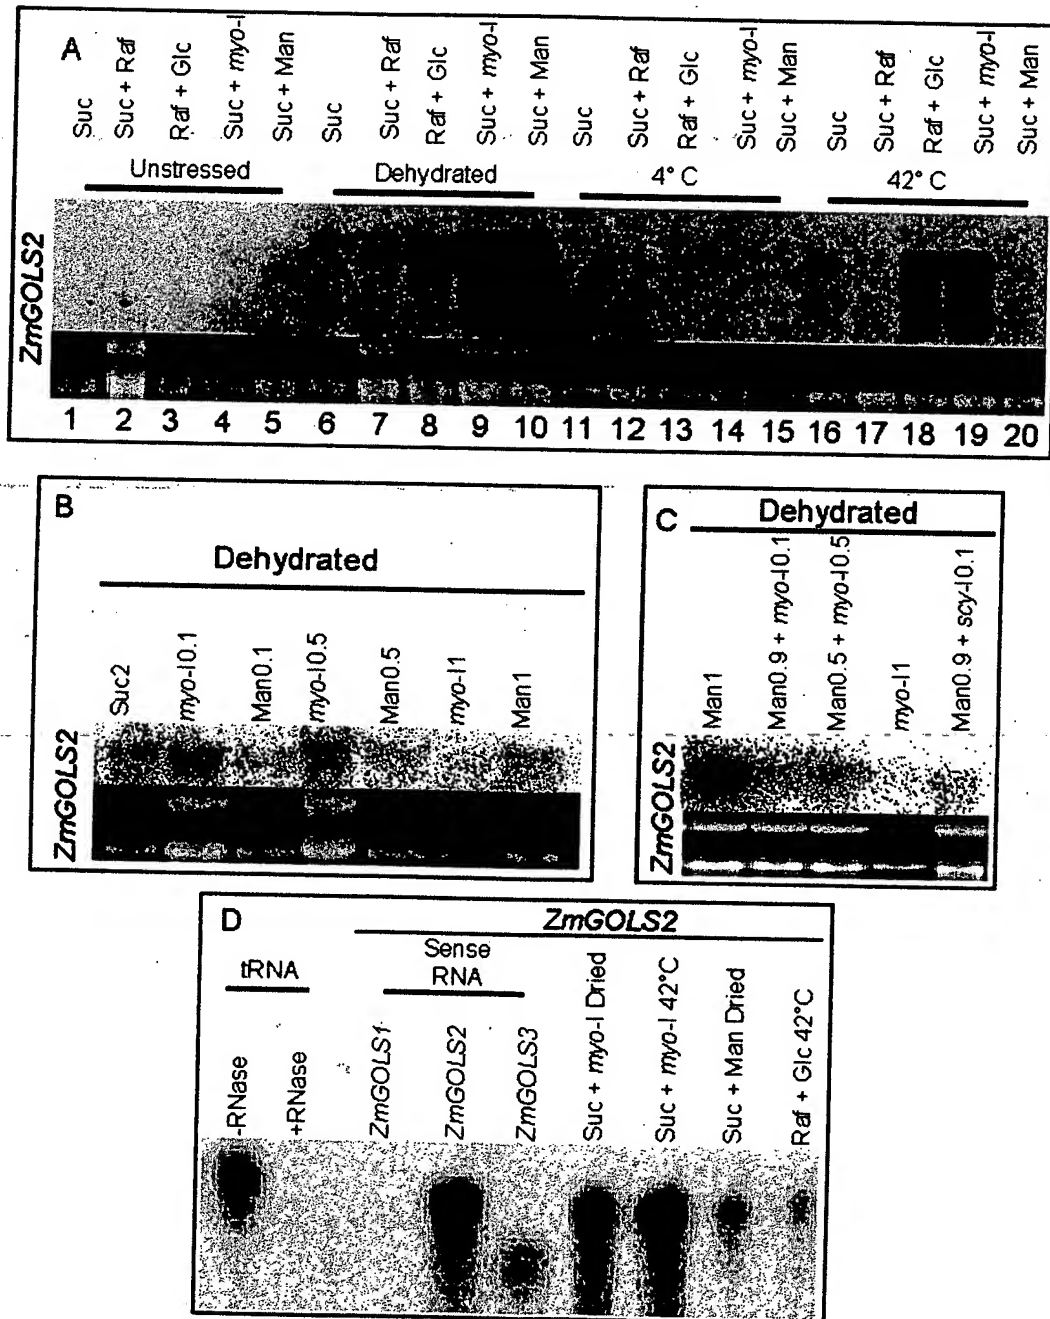 A
Suc
Suc + Raf
Raf + Glc
Suc + myo-I
Suc + Man
Suc
Suc + Raf
Raf + Glc
Suc + myo-I
Suc + Man
Suc
Suc + Raf
Raf + Glc
Suc + myo-I
Suc + Man
Suc
Suc + Raf
Raf + Glc
Suc + myo-I
Suc + Man
Unstressed
Dehydrated
4° C
42° C
ZmGOLS2
1 2 3 4 5 6 7 8 9 10 11 12 13 14 15 16 17 18 19 20
B
Dehydrated
Suc2
myo-I0.1
Man0.1
myo-I0.5
Man0.5
myo-I1
Man1
ZmGOLS2
C
Dehydrated
Man1
Man0.9 + myo-I0.1
Man0.5 + myo-I0.5
myo-I1
Man0.9 + scy-I0.1
ZmGOLS2
D
ZmGOLS2
tRNA
Sense
RNA
-RNase
+RNase
ZmGOLS1
ZmGOLS2
ZmGOLS3
Suc + myo-I Dried
Suc + myo-I 42°C
Suc + Man Dried
Raf + Glc 42°C